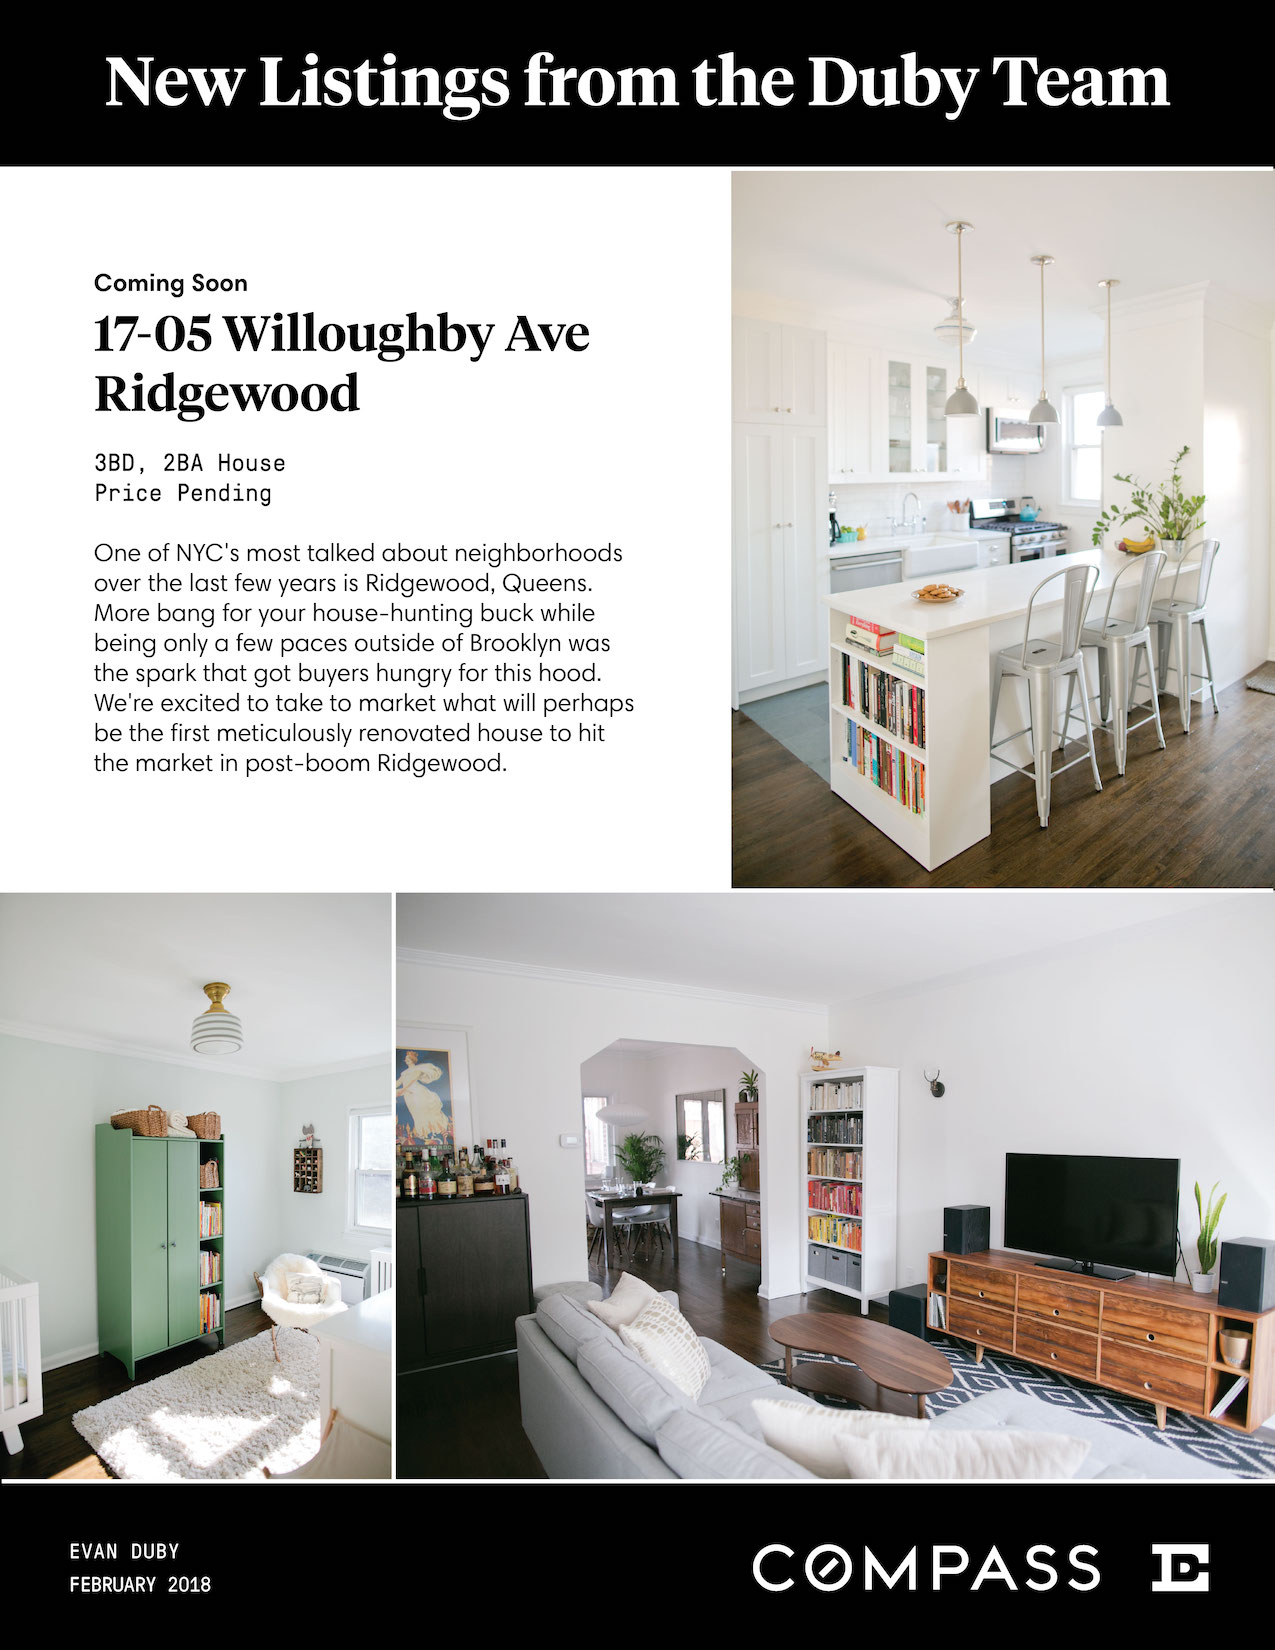 New Listings from the Duby Team
Coming Soon
17-05 Willoughby Ave
Ridgewood
3BD, 2BA House
Price Pending
One of NYC's most talked about neighborhoods
over the last few years is Ridgewood, Queens.
More bang for your house-hunting buck while
being only a few paces outside of Brooklyn was
the spark that got buyers hungry for this hood.
We're excited to take to market what will perhaps
be the first meticulously renovated house to hit
the market in post-boom Ridgewood.
EVAN DUBY
FEBRUARY 2018
COMPASS